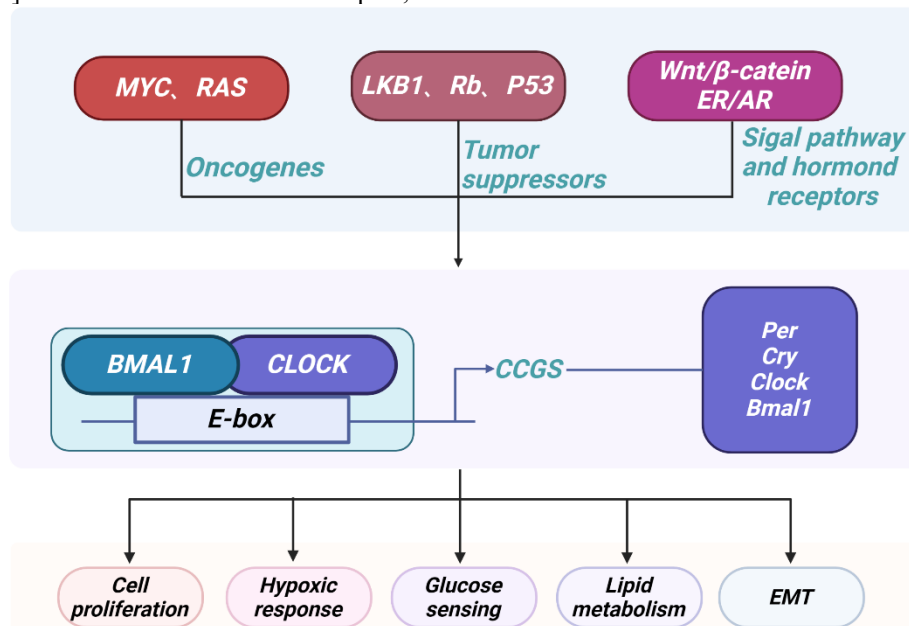 MYC、RAS
LKB1、Rb、P53
Wnt/β-catein
ER/AR
Oncogenes
Tumor
suppressors
Sigal pathway
and hormond
receptors
BMAL1
CLOCK
E-box
CCGS
Per
Cry
Clock
Bmal1
Cell
proliferation
Hypoxic
response
Glucose
sensing
Lipid
metabolism
EMT